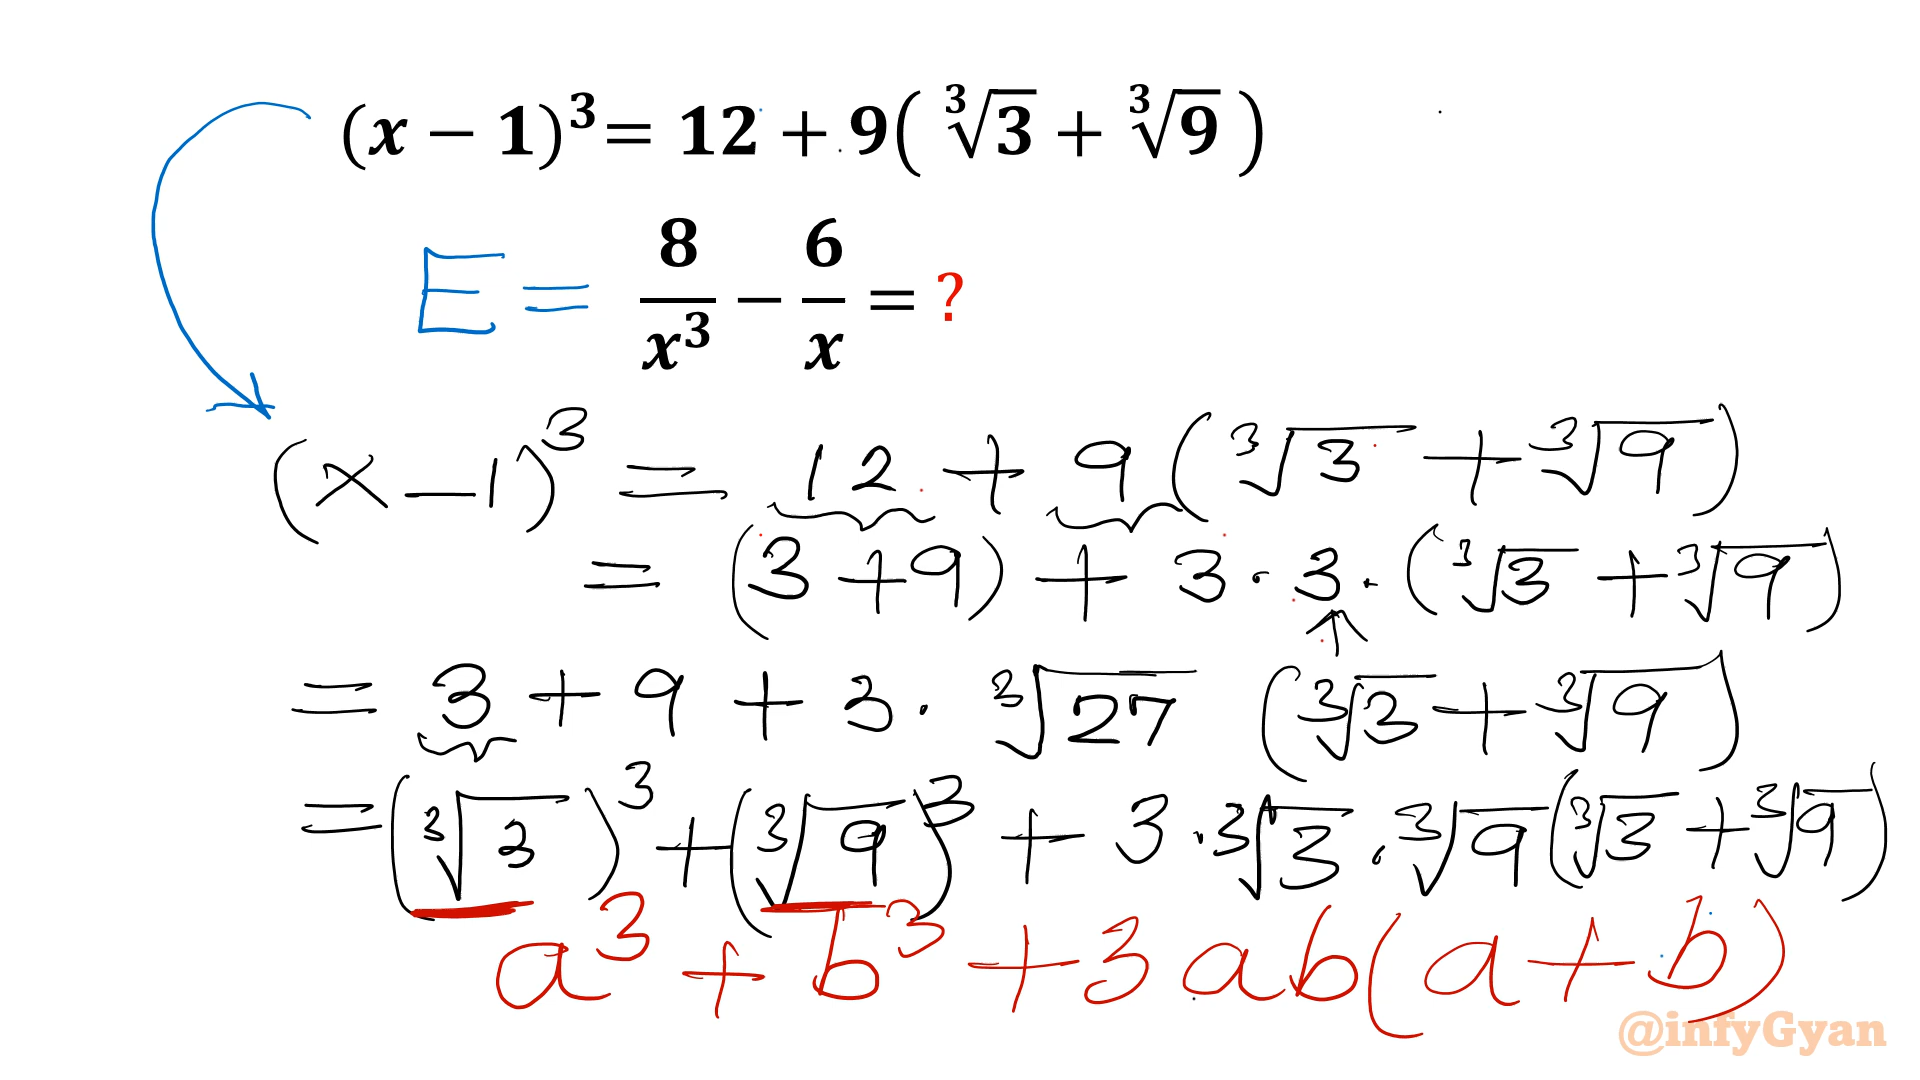 (x − 1)³ = 12 + 9(∛3 + ∛9)
E = 8/x³ − 6/x = ?
(x − 1)³ = 12 + 9(∛3 + ∛9)
= (3 + 9) + 3 · 3 · (∛3 + ∛9)
= 3 + 9 + 3 · ∛27 (∛3 + ∛9)
= (∛3)³ + (∛9)³ + 3 · ∛3 · ∛9 (∛3 + ∛9)
a³ + b³ + 3ab(a + b)
@infyGyan